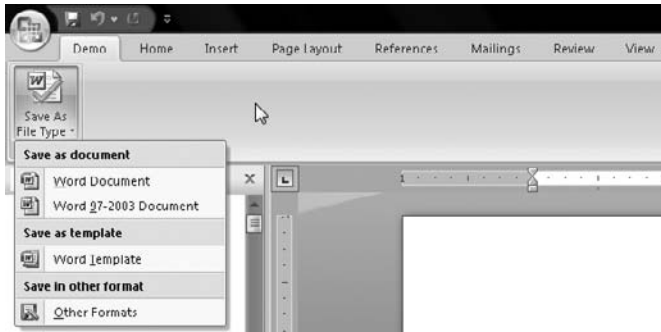 Demo Home Insert Page Layout References Mailings Review View
Save As
File Type
Save as document
Word Document
Word 97-2003 Document
Save as template
Word Template
Save in other format
Other Formats